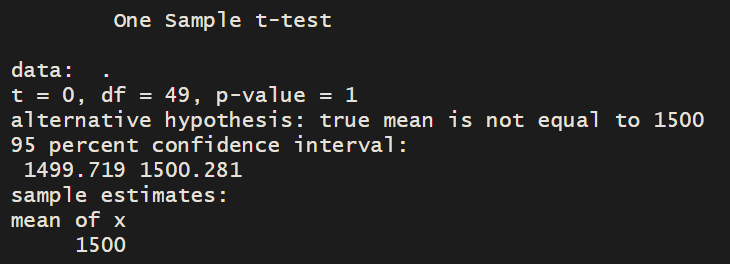 One Sample t-test
data:  .
t = 0, df = 49, p-value = 1
alternative hypothesis: true mean is not equal to 1500
95 percent confidence interval:
1499.719 1500.281
sample estimates:
mean of x
1500